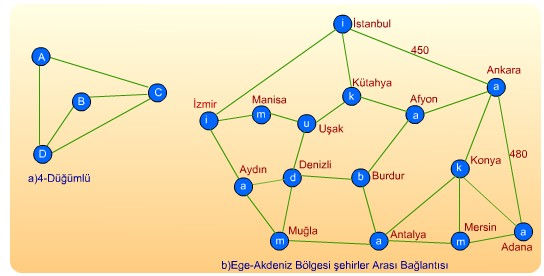 A
B
C
D
a)4-Düğümlü
i İstanbul
450
Ankara
a
Kütahya
k
Afyon
a
İzmir
i
Manisa
m
u
Uşak
480
Konya
k
Aydın
a
Denizli
d
b Burdur
Muğla
m
Antalya
a
Mersin
m
a
Adana
b)Ege-Akdeniz Bölgesi şehirler Arası Bağlantısı